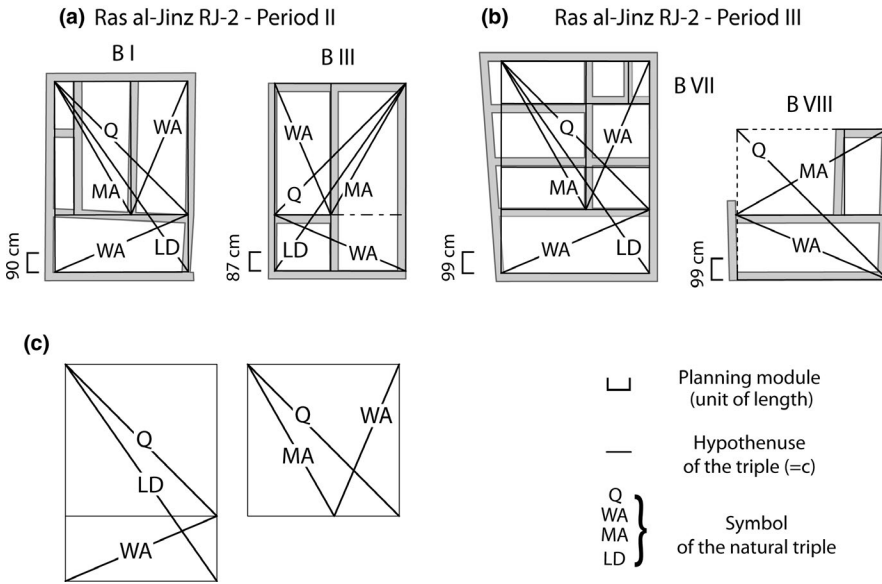 (a) Ras al-Jinz RJ-2 - Period II
B I
B III
Q
WA
MA
WA
LD
90 cm
WA
Q
MA
LD
WA
87 cm
(b) Ras al-Jinz RJ-2 - Period III
B VII
B VIII
Q
WA
MA
WA
LD
99 cm
Q
MA
WA
99 cm
(c)
Q
LD
WA
Q
WA
MA
Planning module
(unit of length)
Hypothenuse
of the triple (=c)
Q
WA
MA
LD
}
Symbol
of the natural triple